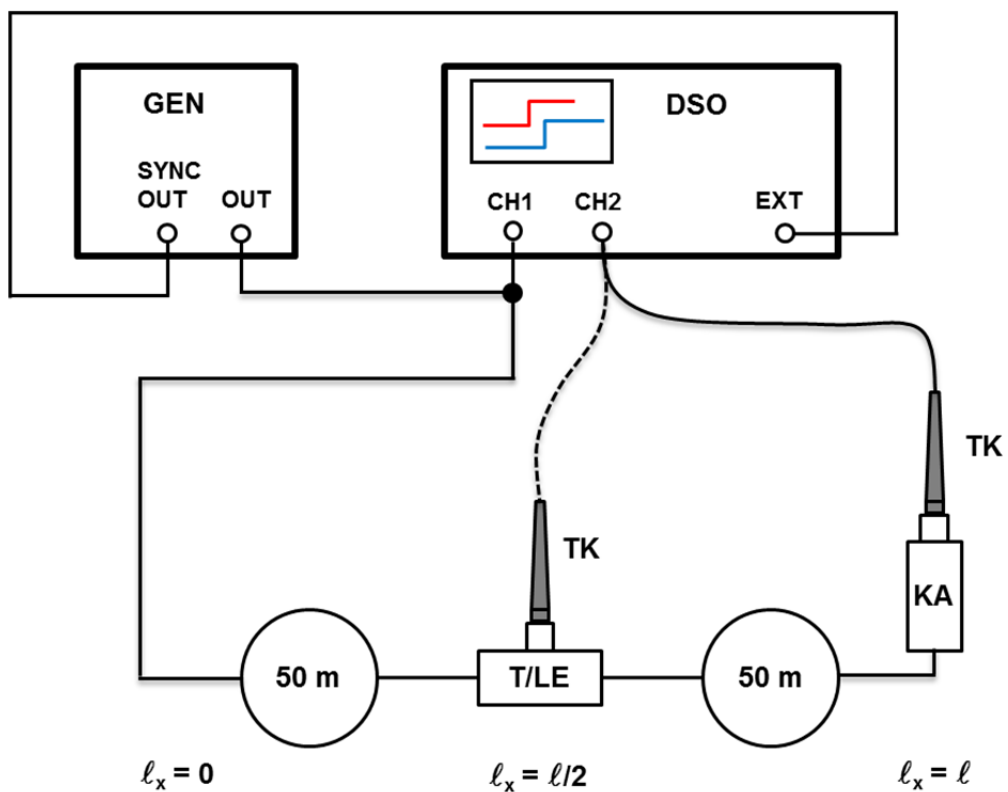 GEN
DSO
SYNC
OUT
OUT
CH1
CH2
EXT
TK
TK
KA
50 m
T/LE
50 m
ℓx = 0
ℓx = ℓ/2
ℓx = ℓ